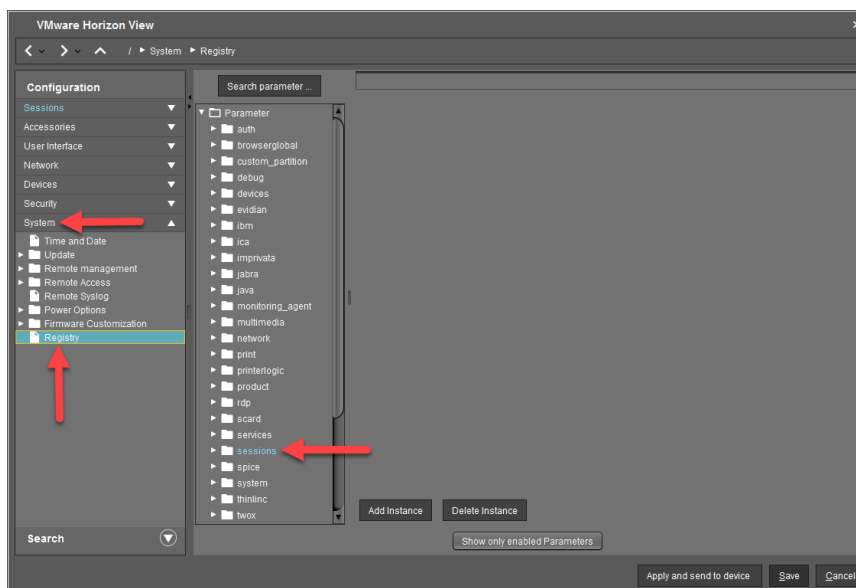 VMware Horizon View
/ System Registry
Configuration
Sessions
Accessories
User Interface
Network
Devices
Security
System
Time and Date
Update
Remote management
Remote Access
Remote Syslog
Power Options
Firmware Customization
Registry
Search
Search parameter ...
Parameter
auth
browserglobal
custom_partition
debug
devices
evidian
ibm
ica
imprivata
jabra
java
monitoring_agent
multimedia
network
print
printerlogic
product
rdp
scard
services
sessions
spice
system
thinlinc
twox
Add Instance Delete Instance
Show only enabled Parameters
Apply and send to device Save Cancel